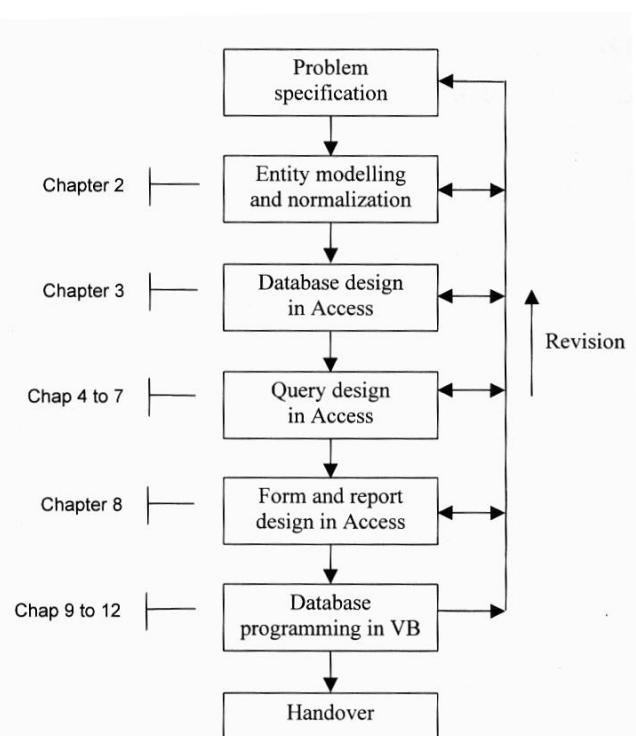 Problem
specification
Chapter 2
Entity modelling
and normalization
Chapter 3
Database design
in Access
Revision
Chap 4 to 7
Query design
in Access
Chapter 8
Form and report
design in Access
Chap 9 to 12
Database
programming in VB
Handover